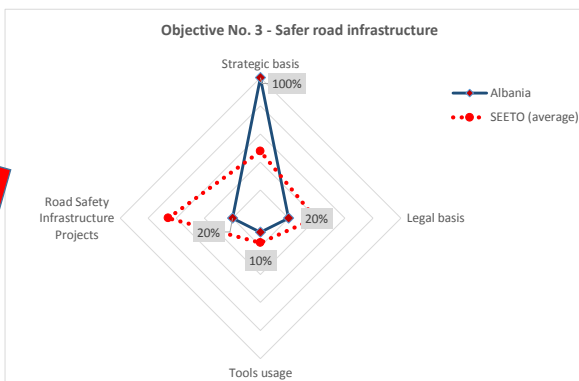 Objective No. 3 - Safer road infrastructure
Strategic basis
100%
Albania
SEETO (average)
Road Safety
Infrastructure
Projects
20%
20%
Legal basis
10%
Tools usage